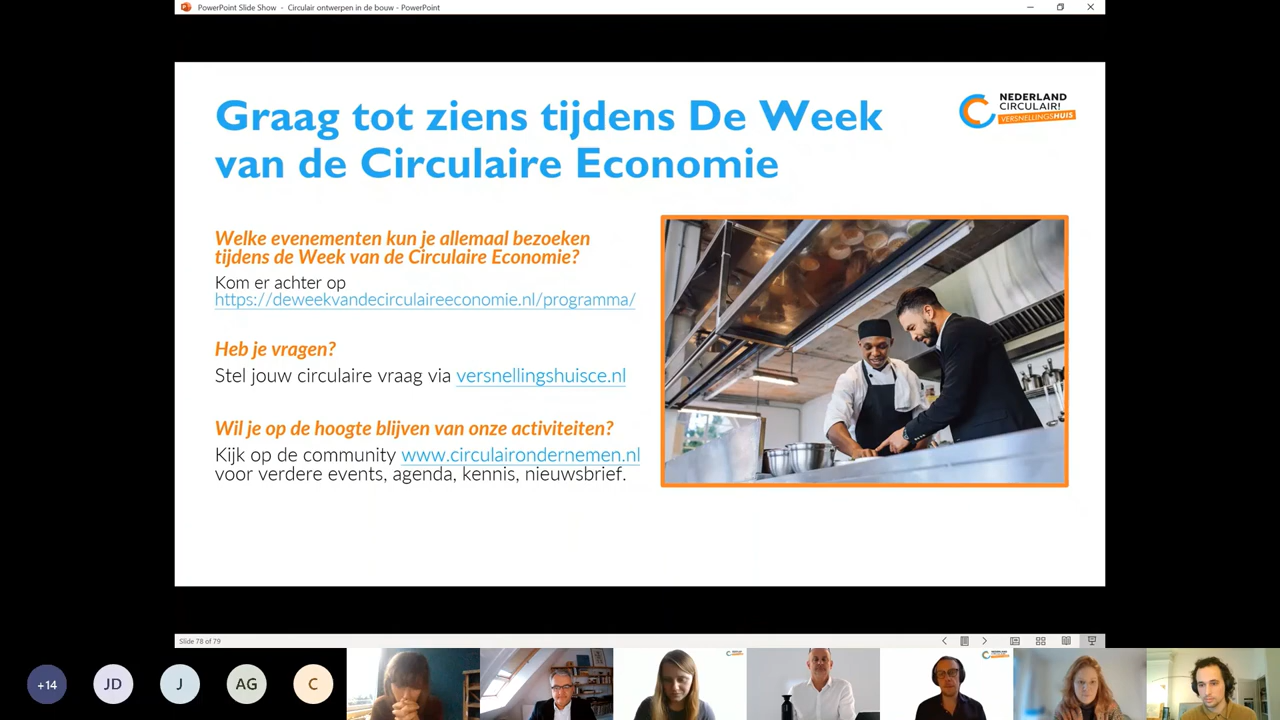 PowerPoint Slide Show - Circulair ontwerpen in de bouw - PowerPoint
Graag tot ziens tijdens De Week
van de Circulaire Economie
NEDERLAND
CIRCULAIR!
VERSNELLINGSHUIS
Welke evenementen kun je allemaal bezoeken
tijdens de Week van de Circulaire Economie?
Kom er achter op
https://deweekvandecirculaireeconomie.nl/programma/
Heb je vragen?
Stel jouw circulaire vraag via versnellingshuisce.nl
Wil je op de hoogte blijven van onze activiteiten?
Kijk op de community www.circulairondernemen.nl
voor verdere events, agenda, kennis, nieuwsbrief.
Slide 78 of 79
+14
JD
J
AG
C